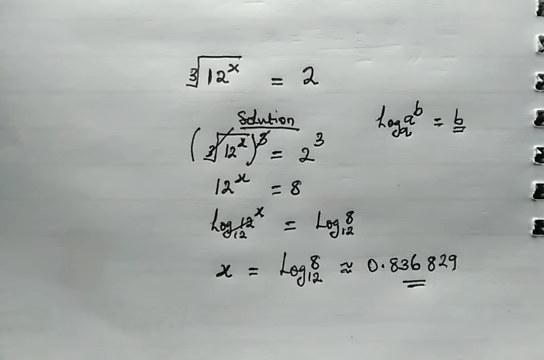 ∛(12^x) = 2
Solution
Log_a a^b = b
(∛(12^x))^3 = 2^3
12^x = 8
Log_12 12^x = Log_12 8
x = Log_12 8 ≈ 0.836829